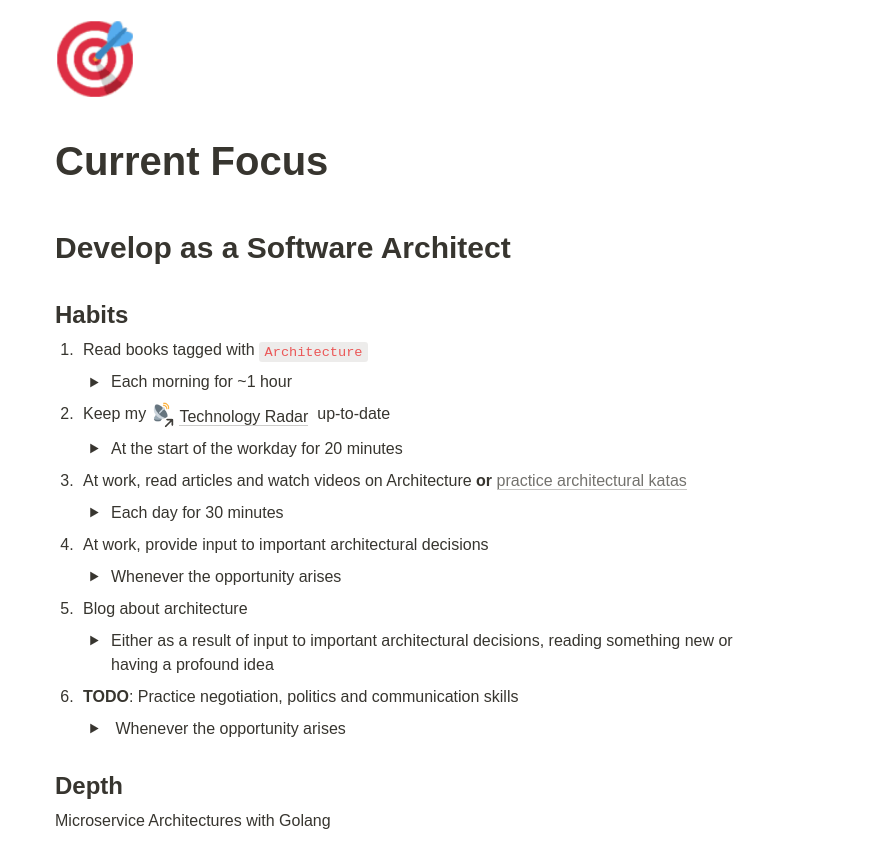 Current Focus
Develop as a Software Architect
Habits
1. Read books tagged with Architecture
Each morning for ~1 hour
2. Keep my Technology Radar up-to-date
At the start of the workday for 20 minutes
3. At work, read articles and watch videos on Architecture or practice architectural katas
Each day for 30 minutes
4. At work, provide input to important architectural decisions
Whenever the opportunity arises
5. Blog about architecture
Either as a result of input to important architectural decisions, reading something new or
having a profound idea
6. TODO: Practice negotiation, politics and communication skills
Whenever the opportunity arises
Depth
Microservice Architectures with Golang